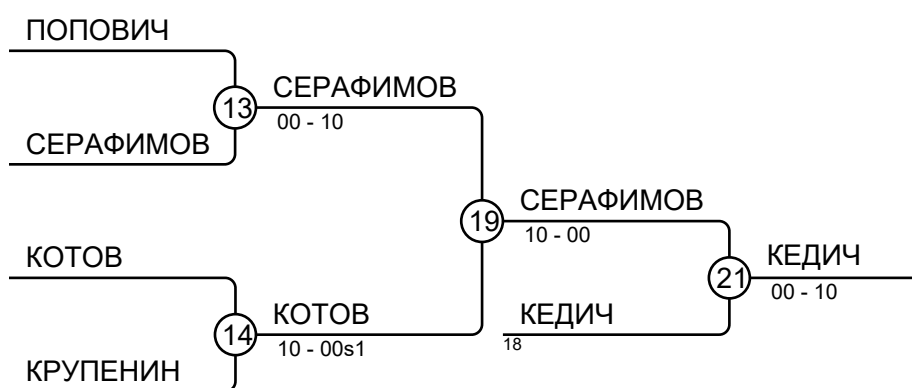 ПОПОВИЧ
13
СЕРАФИМОВ
00 - 10
СЕРАФИМОВ
19
СЕРАФИМОВ
10 - 00
КОТОВ
21
КЕДИЧ
00 - 10
14
КОТОВ
10 - 00s1
КЕДИЧ
18
КРУПЕНИН